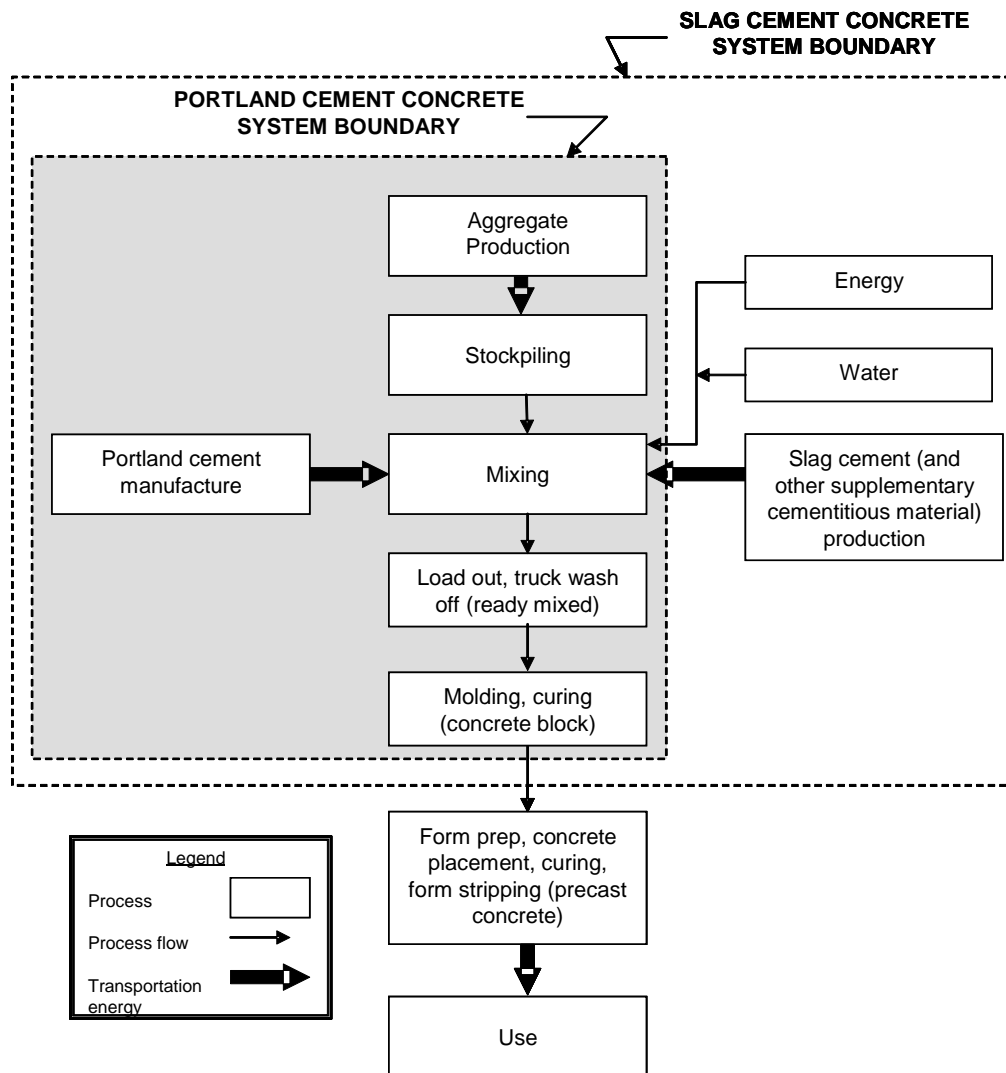 SLAG CEMENT CONCRETE
SYSTEM BOUNDARY
PORTLAND CEMENT CONCRETE
SYSTEM BOUNDARY
Aggregate
Production
Energy
Stockpiling
Water
Portland cement
manufacture
Mixing
Slag cement (and
other supplementary
cementitious material)
production
Load out, truck wash
off (ready mixed)
Molding, curing
(concrete block)
Form prep, concrete
placement, curing,
form stripping (precast
concrete)
Legend
Process
Process flow
Transportation
energy
Use